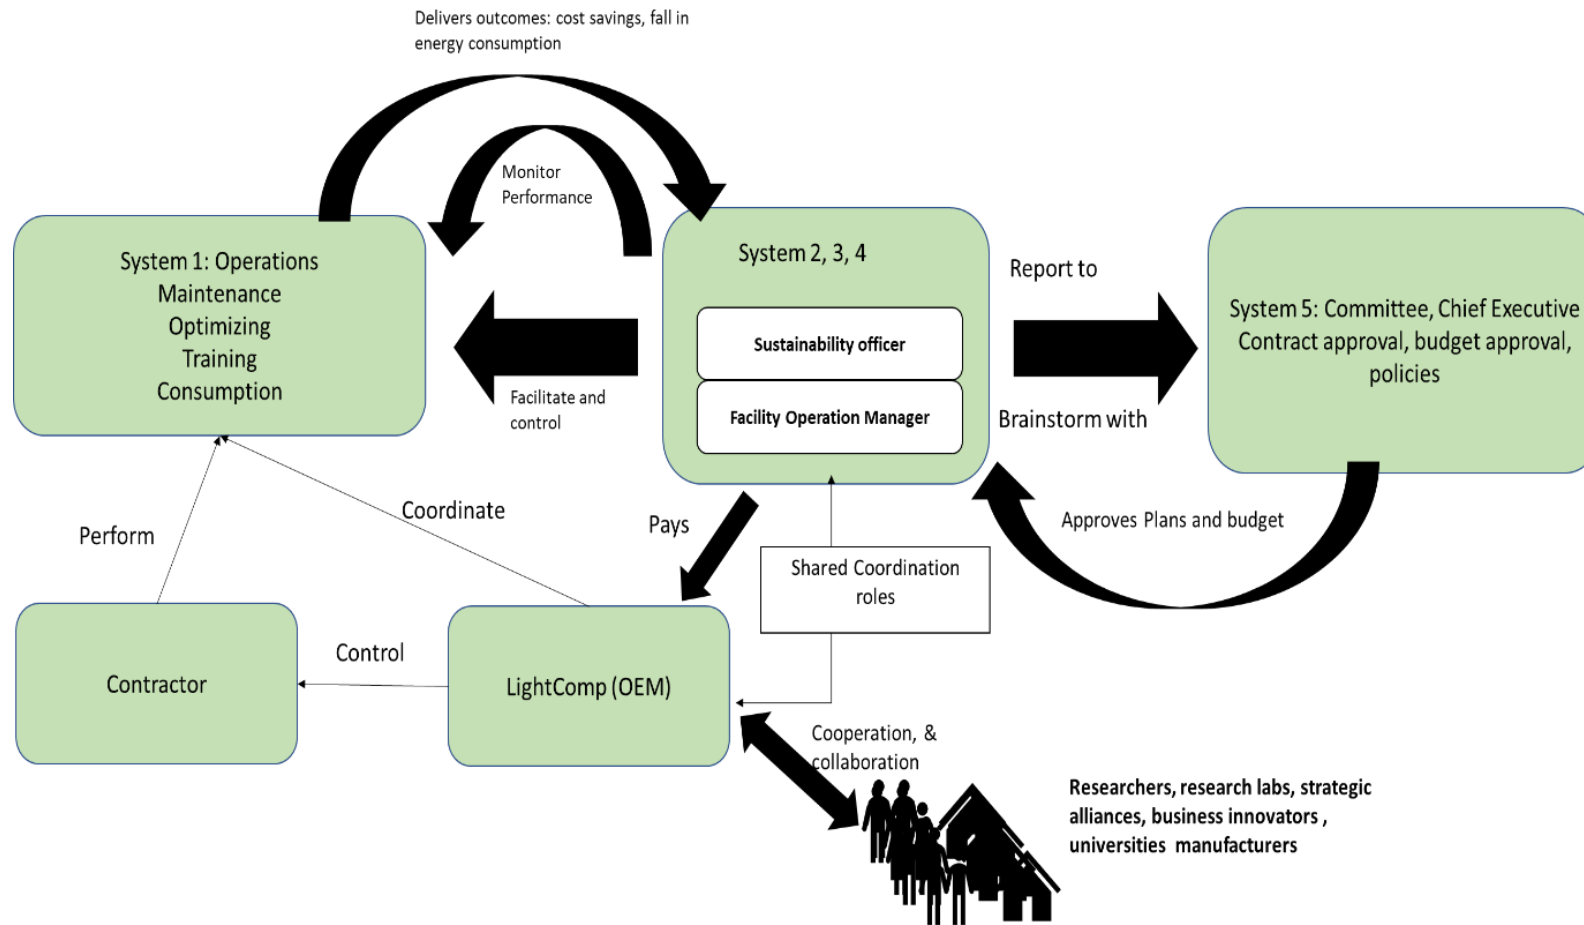 Delivers outcomes: cost savings, fall in
energy consumption
Monitor
Performance
System 1: Operations
Maintenance
Optimizing
Training
Consumption
System 2, 3, 4
Sustainability officer
Facility Operation Manager
Report to
Brainstorm with
System 5: Committee, Chief Executive
Contract approval, budget approval,
policies
Facilitate and
control
Approves Plans and budget
Coordinate
Perform
Pays
Shared Coordination
roles
Contractor
Control
LightComp (OEM)
Cooperation, &
collaboration
Researchers, research labs, strategic
alliances, business innovators ,
universities manufacturers